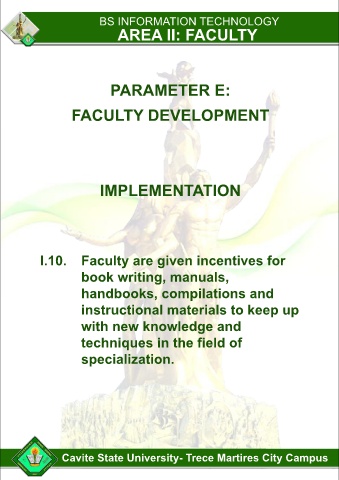 BS INFORMATION TECHNOLOGY
AREA II: FACULTY
PARAMETER E:
FACULTY DEVELOPMENT
IMPLEMENTATION
I.10. Faculty are given incentives for
book writing, manuals,
handbooks, compilations and
instructional materials to keep up
with new knowledge and
techniques in the field of
specialization.
Cavite State University- Trece Martires City Campus